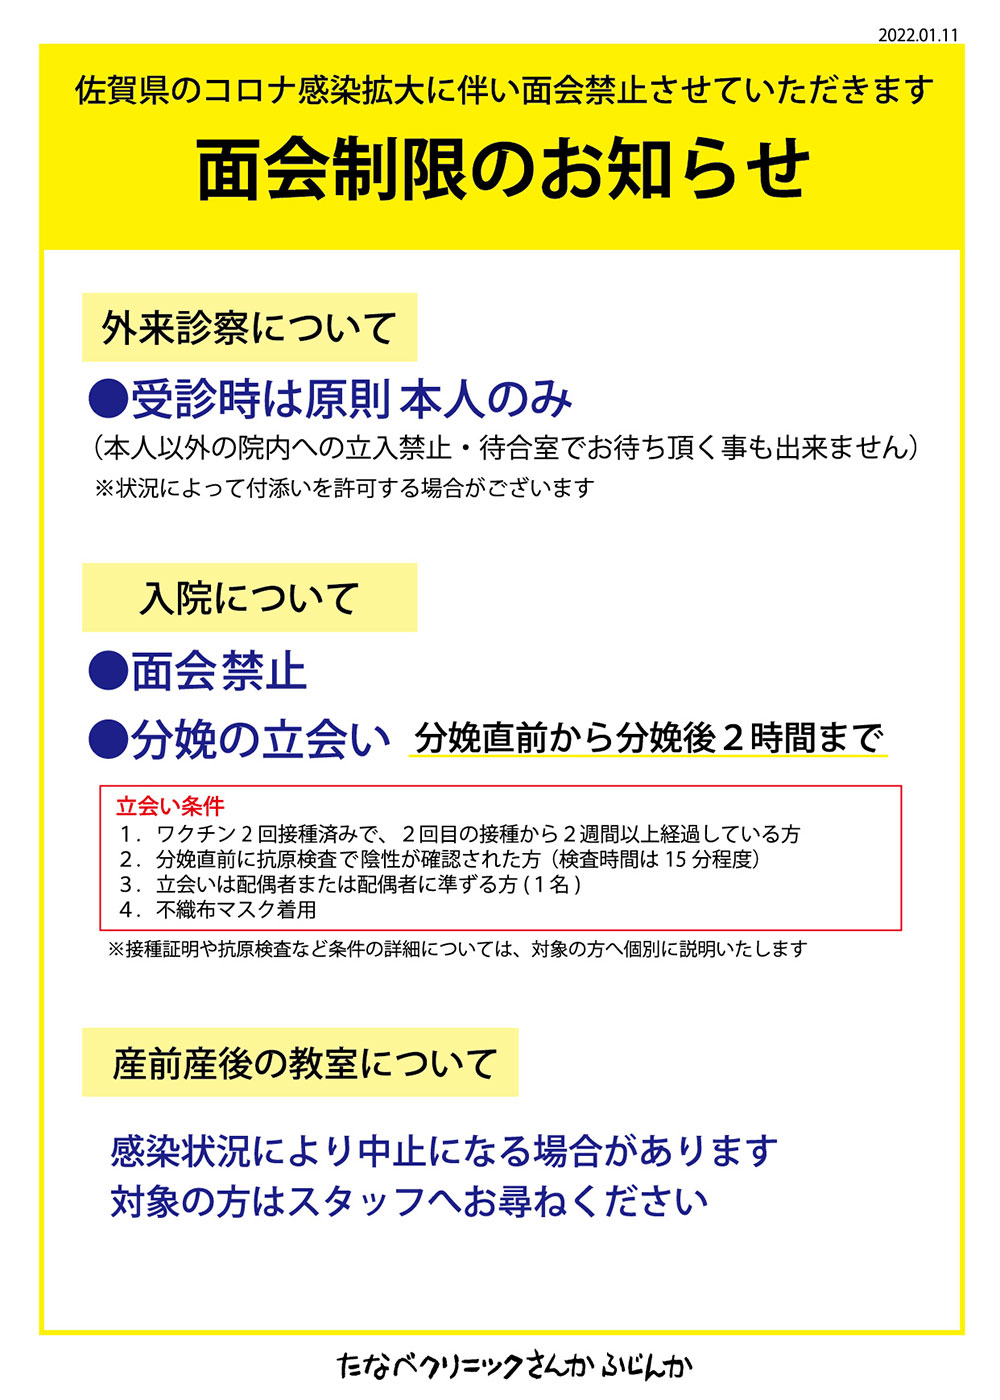 2022.01.11
佐賀県のコロナ感染拡大に伴い面会禁止させていただきます
面会制限のお知らせ
外来診察について
●受診時は原則 本人のみ
（本人以外の院内への立入禁止・待合室でお待ち頂く事も出来ません）
※状況によって付添いを許可する場合がございます
入院について
●面会禁止
●分娩の立会い 分娩直前から分娩後２時間まで
立会い条件
１．ワクチン２回接種済みで、２回目の接種から２週間以上経過している方
２．分娩直前に抗原検査で陰性が確認された方（検査時間は15分程度）
３．立会いは配偶者または配偶者に準ずる方(１名)
４．不織布マスク着用
※接種証明や抗原検査など条件の詳細については、対象の方へ個別に説明いたします
産前産後の教室について
感染状況により中止になる場合があります
対象の方はスタッフへお尋ねください
たなべクリニックさんかふじんか